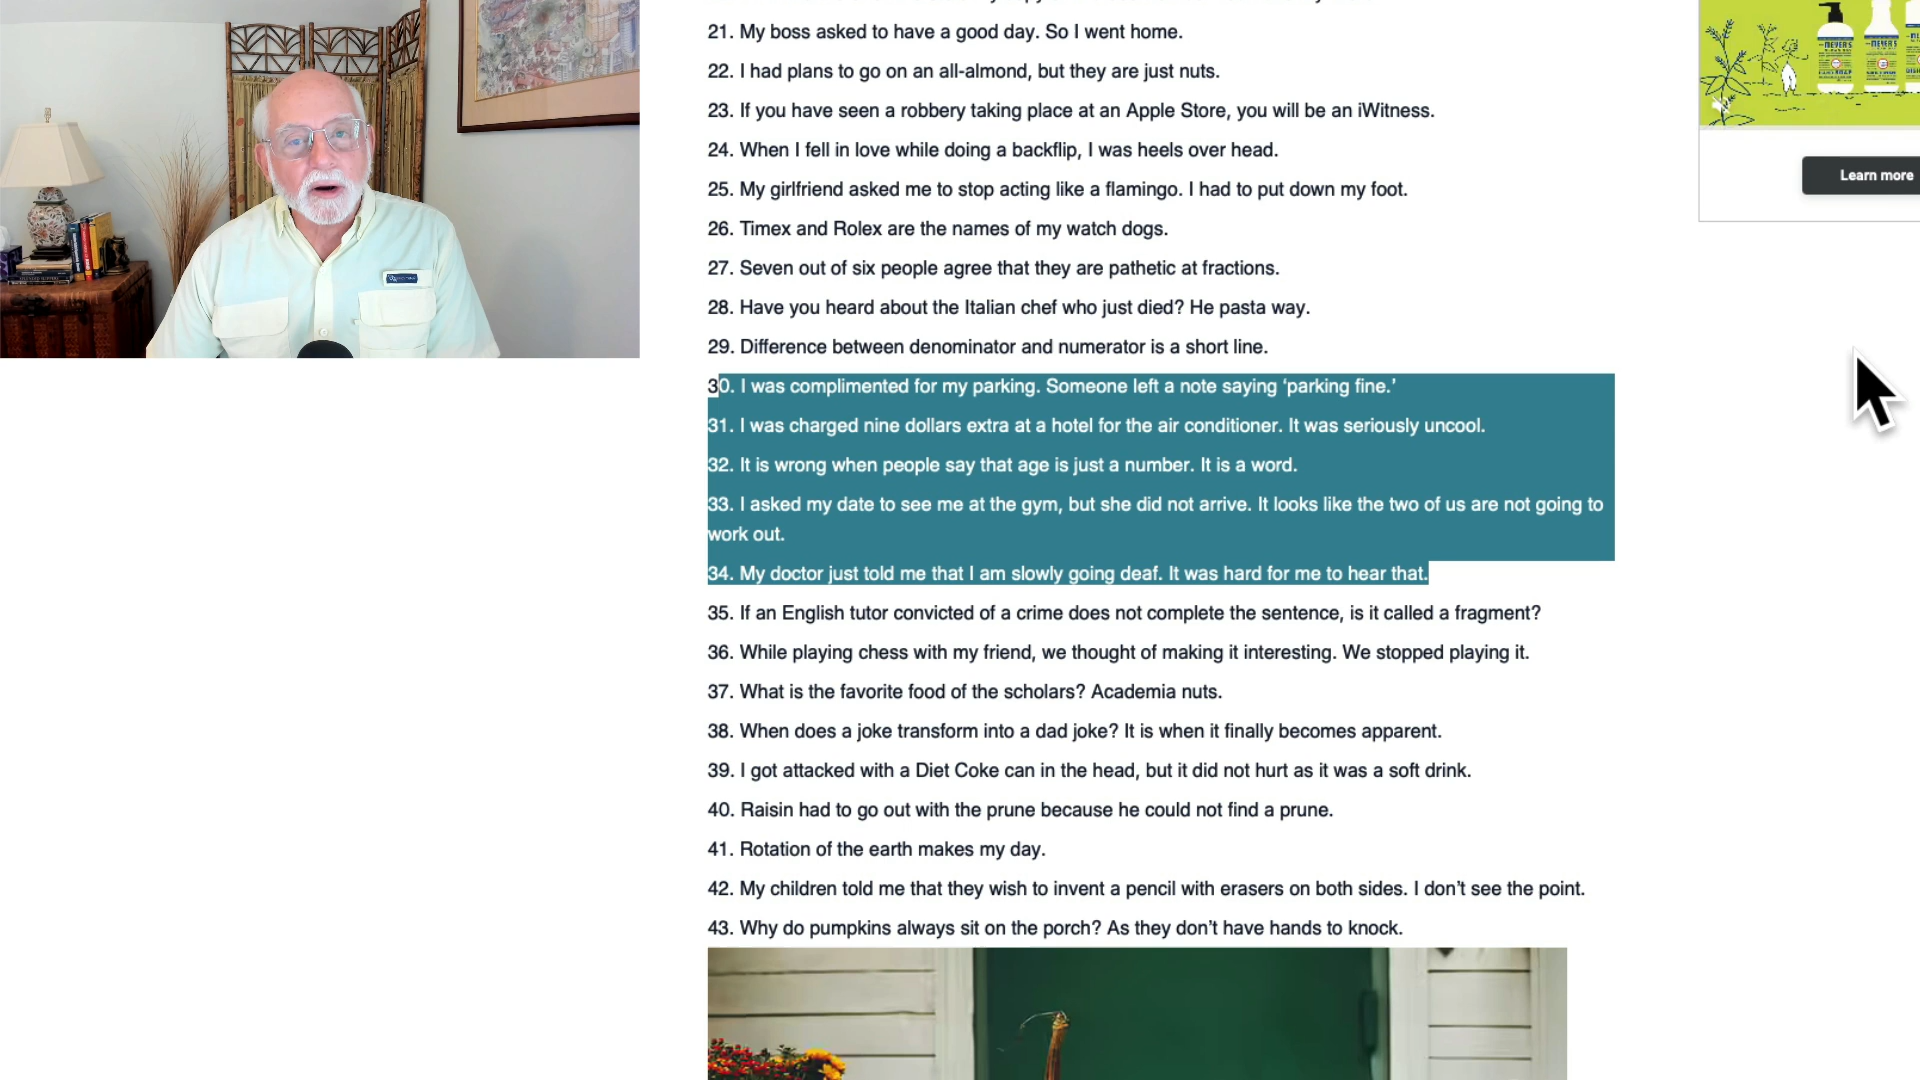 21. My boss asked to have a good day. So I went home.
22. I had plans to go on an all-almond, but they are just nuts.
23. If you have seen a robbery taking place at an Apple Store, you will be an iWitness.
24. When I fell in love while doing a backflip, I was heels over head.
25. My girlfriend asked me to stop acting like a flamingo. I had to put down my foot.
26. Timex and Rolex are the names of my watch dogs.
27. Seven out of six people agree that they are pathetic at fractions.
28. Have you heard about the Italian chef who just died? He pasta way.
29. Difference between denominator and numerator is a short line.
30. I was complimented for my parking. Someone left a note saying ‘parking fine.’
31. I was charged nine dollars extra at a hotel for the air conditioner. It was seriously uncool.
32. It is wrong when people say that age is just a number. It is a word.
33. I asked my date to see me at the gym, but she did not arrive. It looks like the two of us are not going to
work out.
34. My doctor just told me that I am slowly going deaf. It was hard for me to hear that.
35. If an English tutor convicted of a crime does not complete the sentence, is it called a fragment?
36. While playing chess with my friend, we thought of making it interesting. We stopped playing it.
37. What is the favorite food of the scholars? Academia nuts.
38. When does a joke transform into a dad joke? It is when it finally becomes apparent.
39. I got attacked with a Diet Coke can in the head, but it did not hurt as it was a soft drink.
40. Raisin had to go out with the prune because he could not find a prune.
41. Rotation of the earth makes my day.
42. My children told me that they wish to invent a pencil with erasers on both sides. I don’t see the point.
43. Why do pumpkins always sit on the porch? As they don’t have hands to knock.
MEYER'S
MEYER'S
Learn more